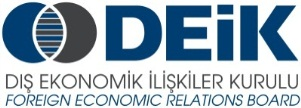 DEİK
DIŞ EKONOMİK İLİŞKİLER KURULU
FOREIGN ECONOMIC RELATIONS BOARD